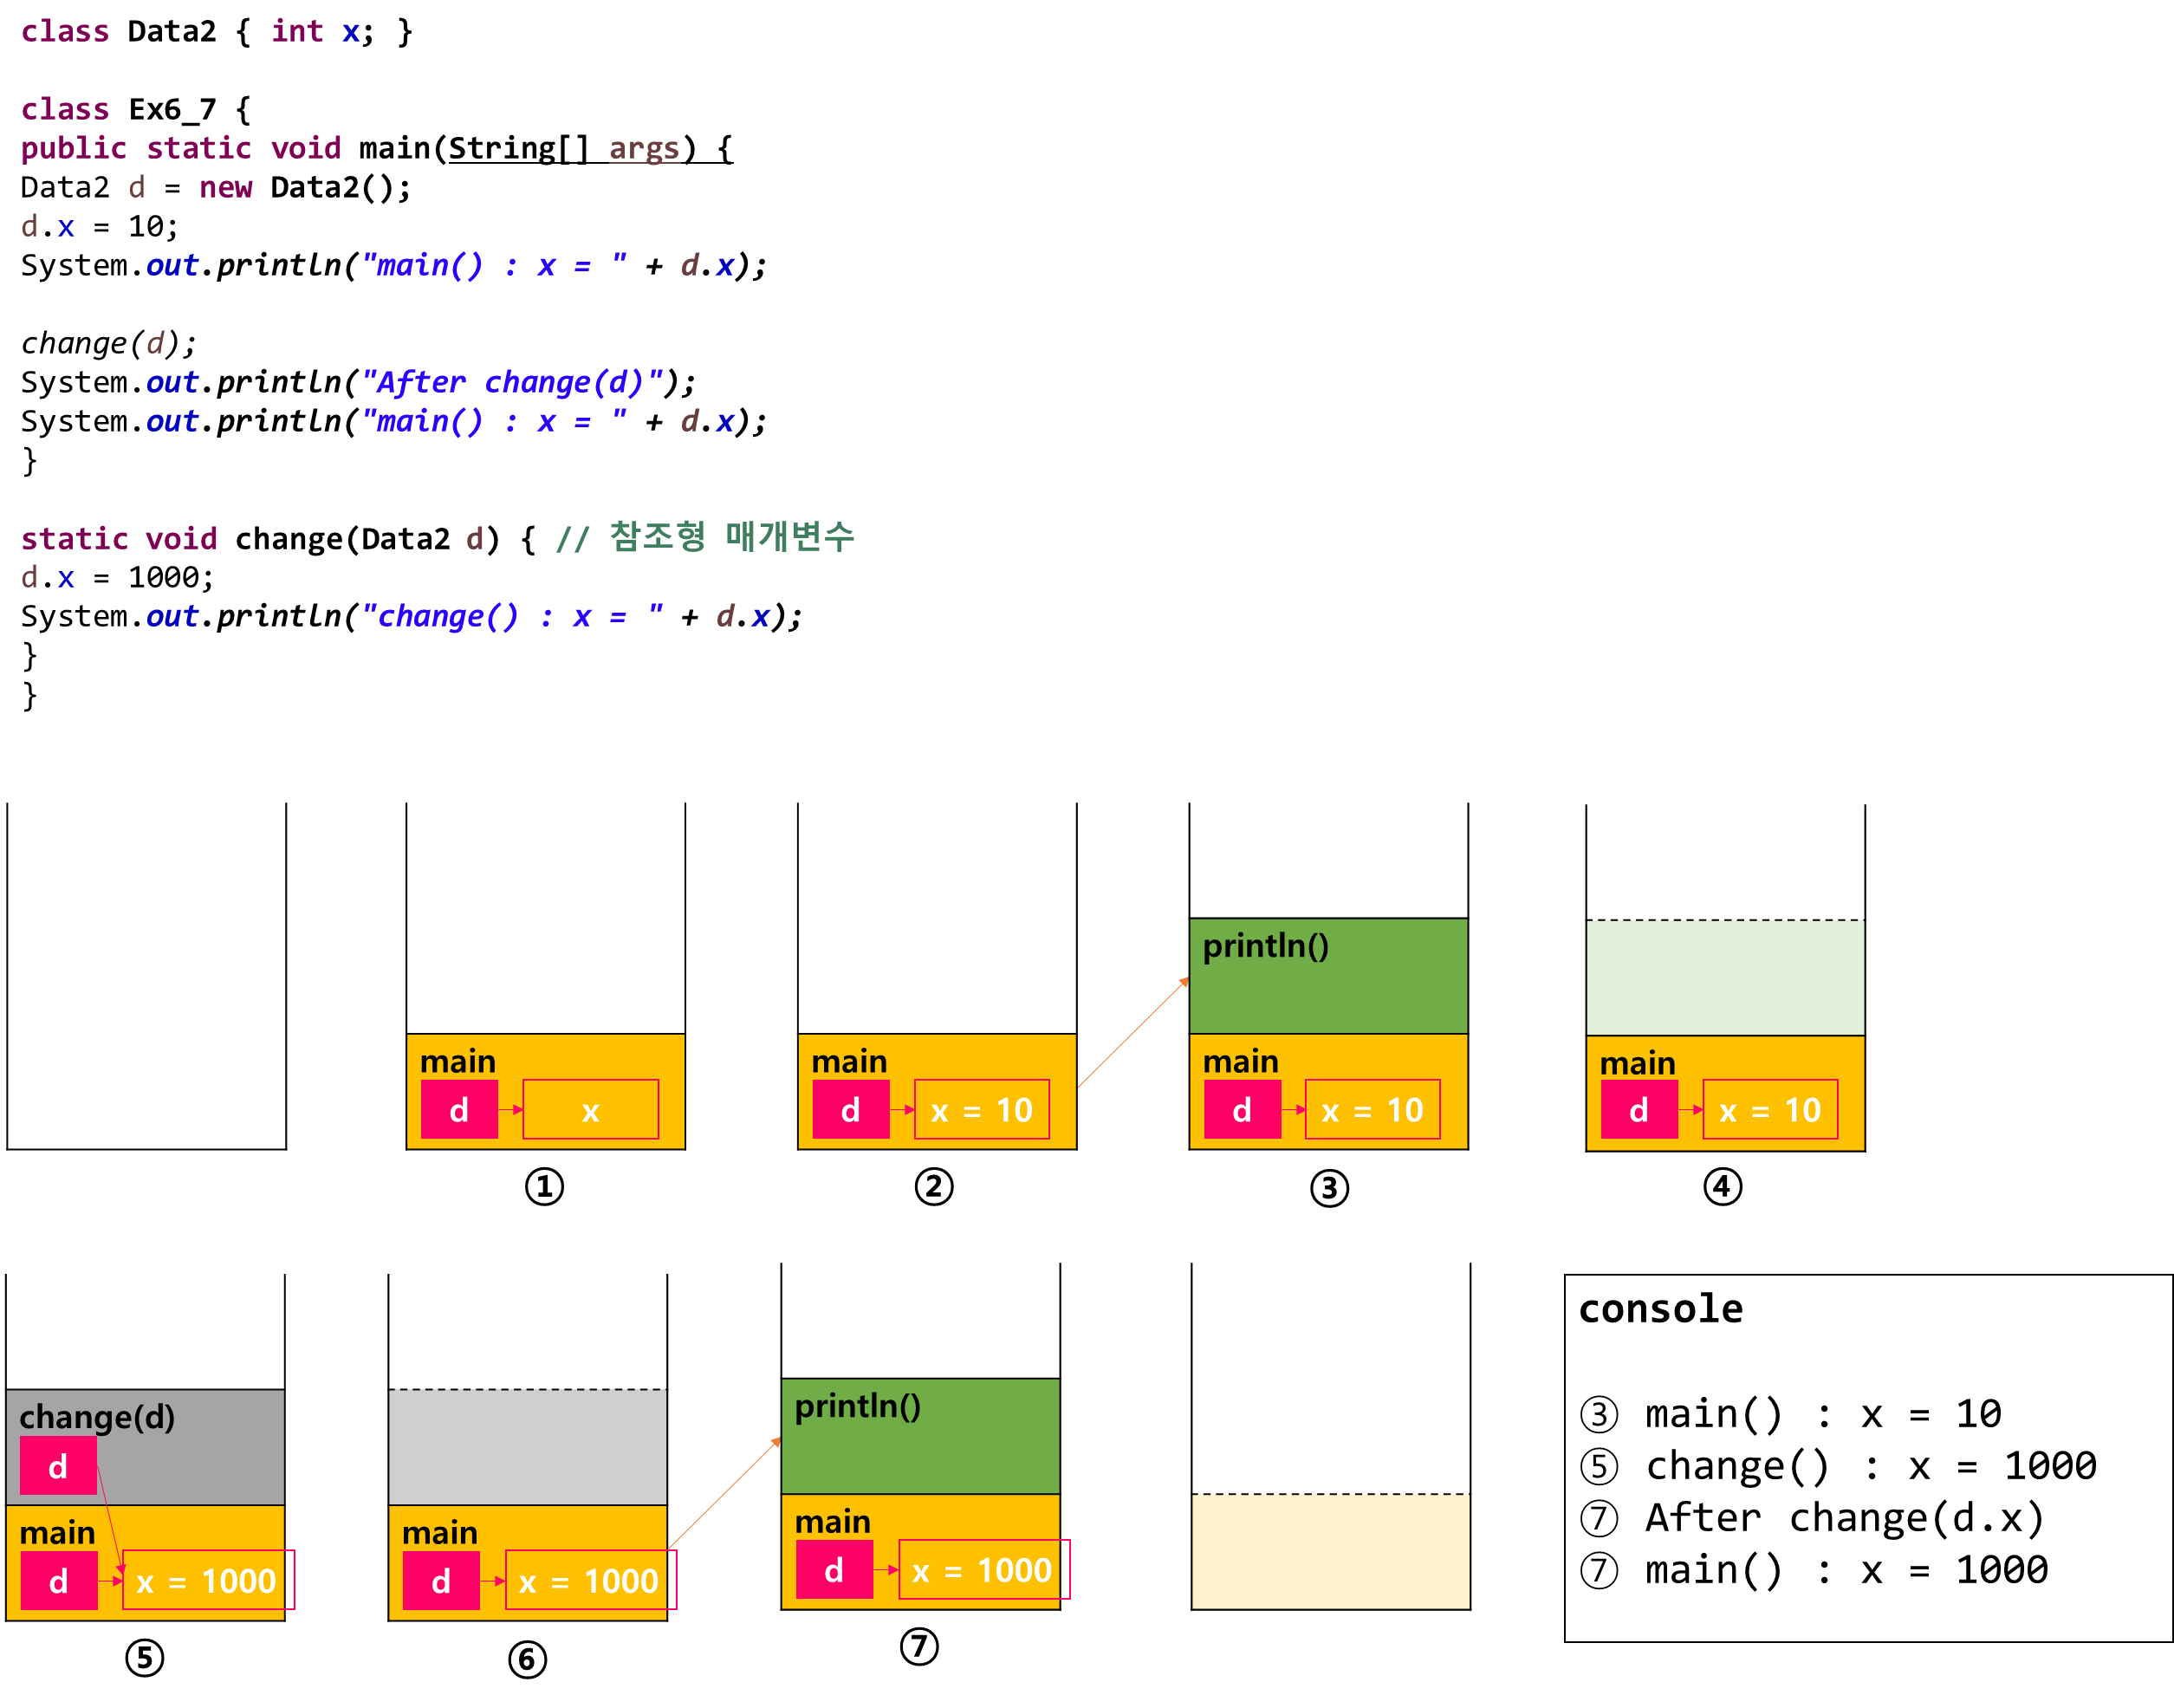 class Data2 { int x; }
class Ex6_7 {
public static void main(String[] args) {
Data2 d = new Data2();
d.x = 10;
System.out.println("main() : x = " + d.x);
change(d);
System.out.println("After change(d)");
System.out.println("main() : x = " + d.x);
}
static void change(Data2 d) { // 참조형 매개변수
d.x = 1000;
System.out.println("change() : x = " + d.x);
}
}
main
d
x
①
main
d
x = 10
②
println()
main
d
x = 10
③
main
d
x = 10
④
change(d)
d
main
d
x = 1000
⑤
main
d
x = 1000
⑥
println()
main
d
x = 1000
⑦
console
③ main() : x = 10
⑤ change() : x = 1000
⑦ After change(d.x)
⑦ main() : x = 1000